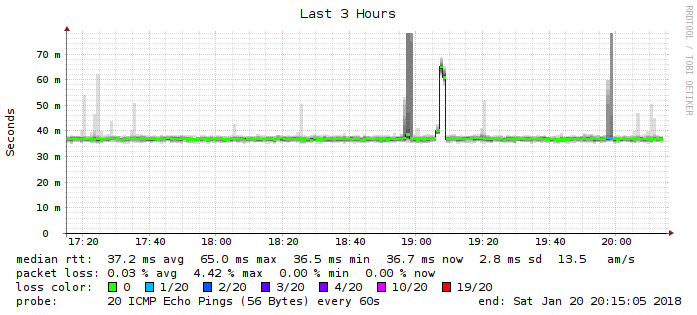 Last 3 Hours
RRDTOOL / TOBI OETIKER
Seconds
70 m
60 m
50 m
40 m
30 m
20 m
10 m
0
17:20 17:40 18:00 18:20 18:40 19:00 19:20 19:40 20:00
median rtt: 37.2 ms avg 65.0 ms max 36.5 ms min 36.7 ms now 2.8 ms sd 13.5 am/s
packet loss: 0.03 % avg 4.42 % max 0.00 % min 0.00 % now
loss color: 0 1/20 2/20 3/20 4/20 10/20 19/20
probe: 20 ICMP Echo Pings (56 Bytes) every 60s end: Sat Jan 20 20:15:05 2018